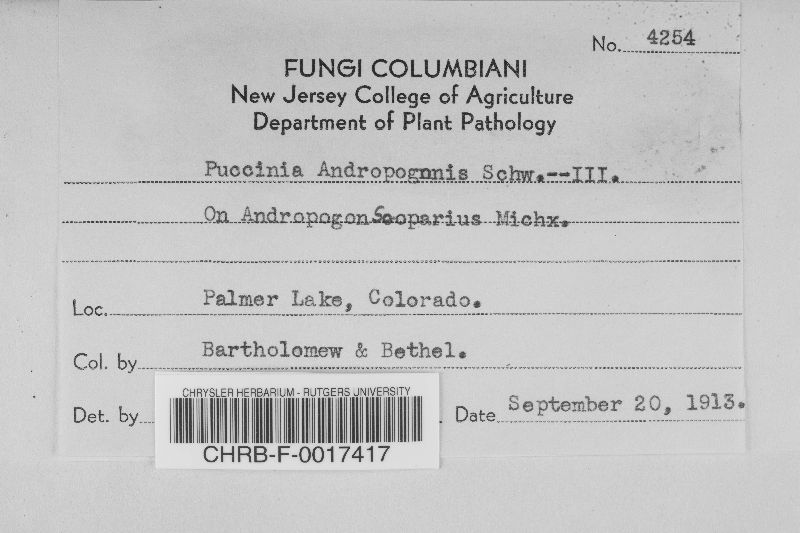 No. 4254
FUNGI COLUMBIANI
New Jersey College of Agriculture
Department of Plant Pathology
Puccinia Andropogonis Schw.--III.
On Andropogon Scoparius Michx.
Loc. Palmer Lake, Colorado.
Col. by Bartholomew & Bethel.
Det. by
Date September 20, 1913.
CHRYSLER HERBARIUM - RUTGERS UNIVERSITY
CHRB-F-0017417